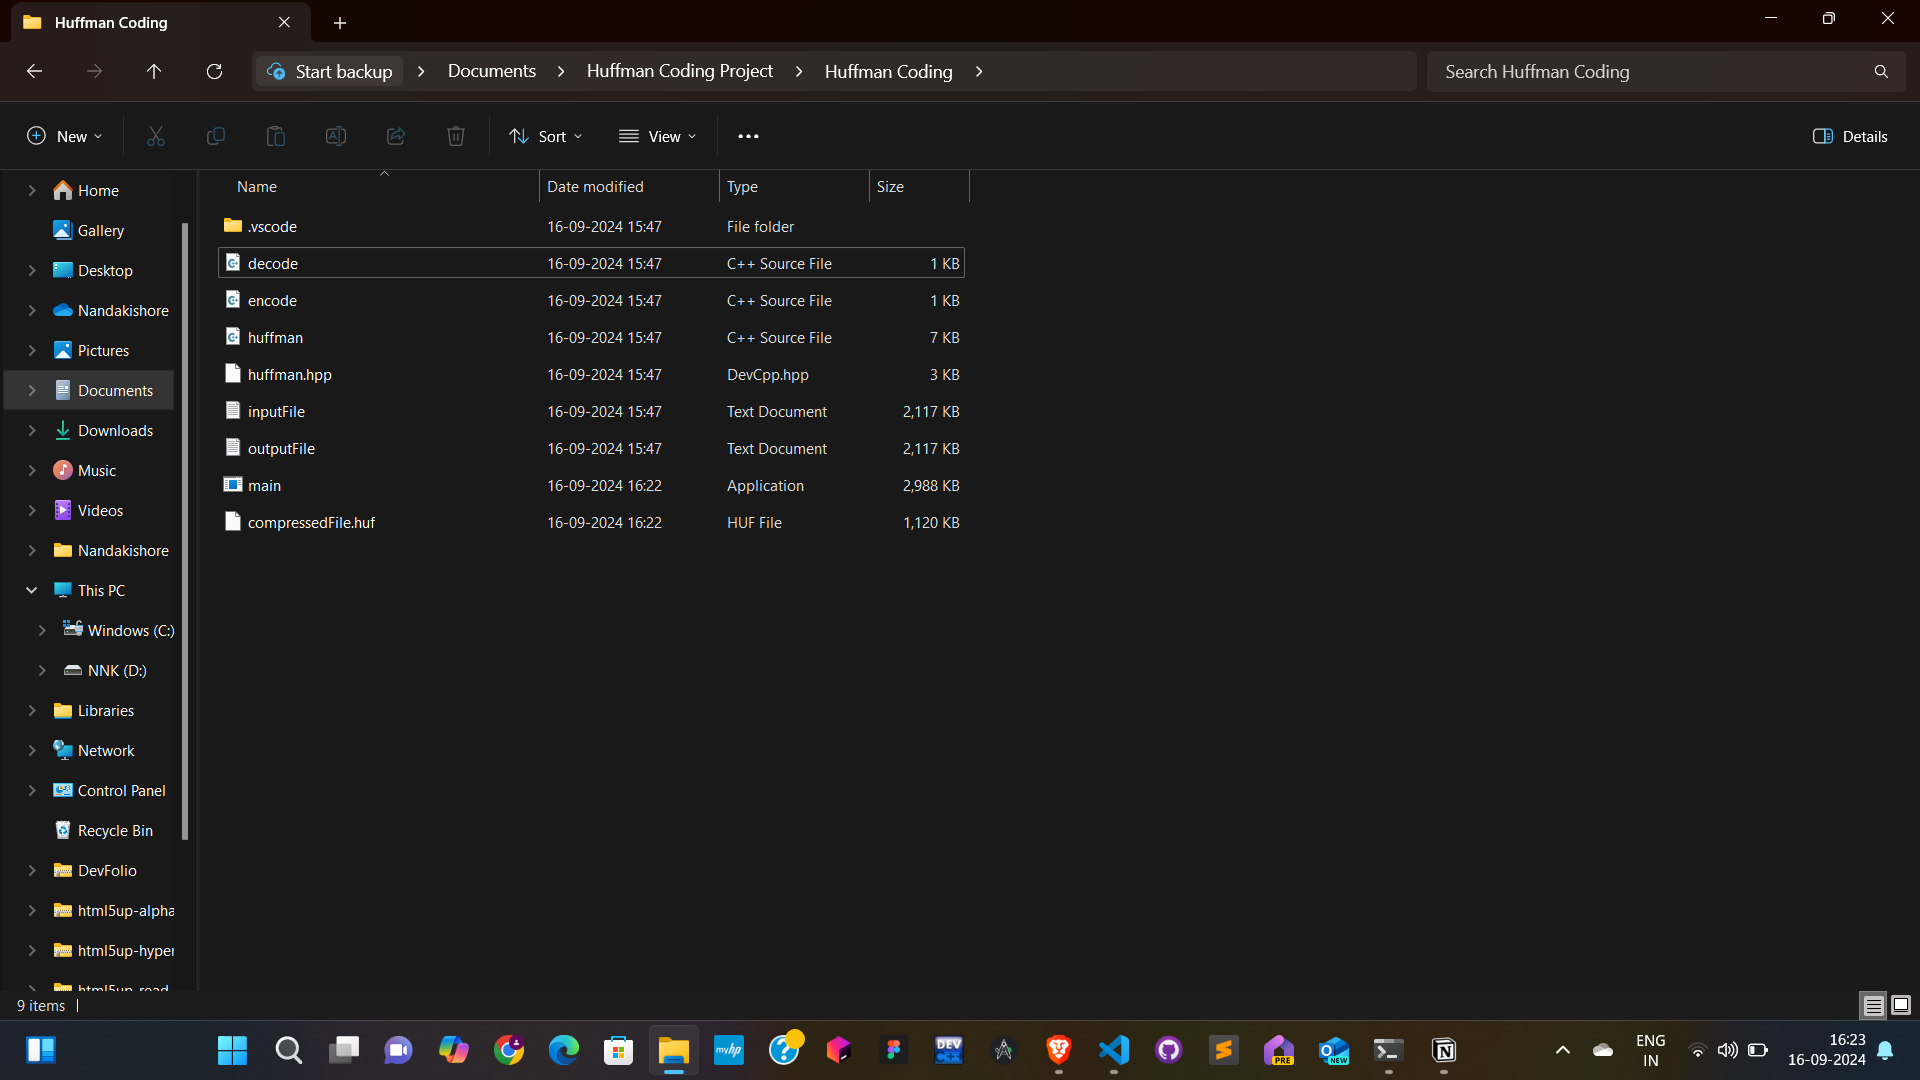 Huffman Coding
Start backup > Documents > Huffman Coding Project > Huffman Coding >
Search Huffman Coding
New
Sort
View
Details
Name Date modified Type Size
.vscode 16-09-2024 15:47 File folder
decode 16-09-2024 15:47 C++ Source File 1 KB
encode 16-09-2024 15:47 C++ Source File 1 KB
huffman 16-09-2024 15:47 C++ Source File 7 KB
huffman.hpp 16-09-2024 15:47 DevCpp.hpp 3 KB
inputFile 16-09-2024 15:47 Text Document 2,117 KB
outputFile 16-09-2024 15:47 Text Document 2,117 KB
main 16-09-2024 16:22 Application 2,988 KB
compressedFile.huf 16-09-2024 16:22 HUF File 1,120 KB
Home
Gallery
Desktop
Nandakishore
Pictures
Documents
Downloads
Music
Videos
Nandakishore
This PC
Windows (C:)
NNK (D:)
Libraries
Network
Control Panel
Recycle Bin
DevFolio
html5up-alpha
html5up-hyper
html5up-read
9 items
myhp
DEV
PRE
NEW
ENG
IN
16:23
16-09-2024